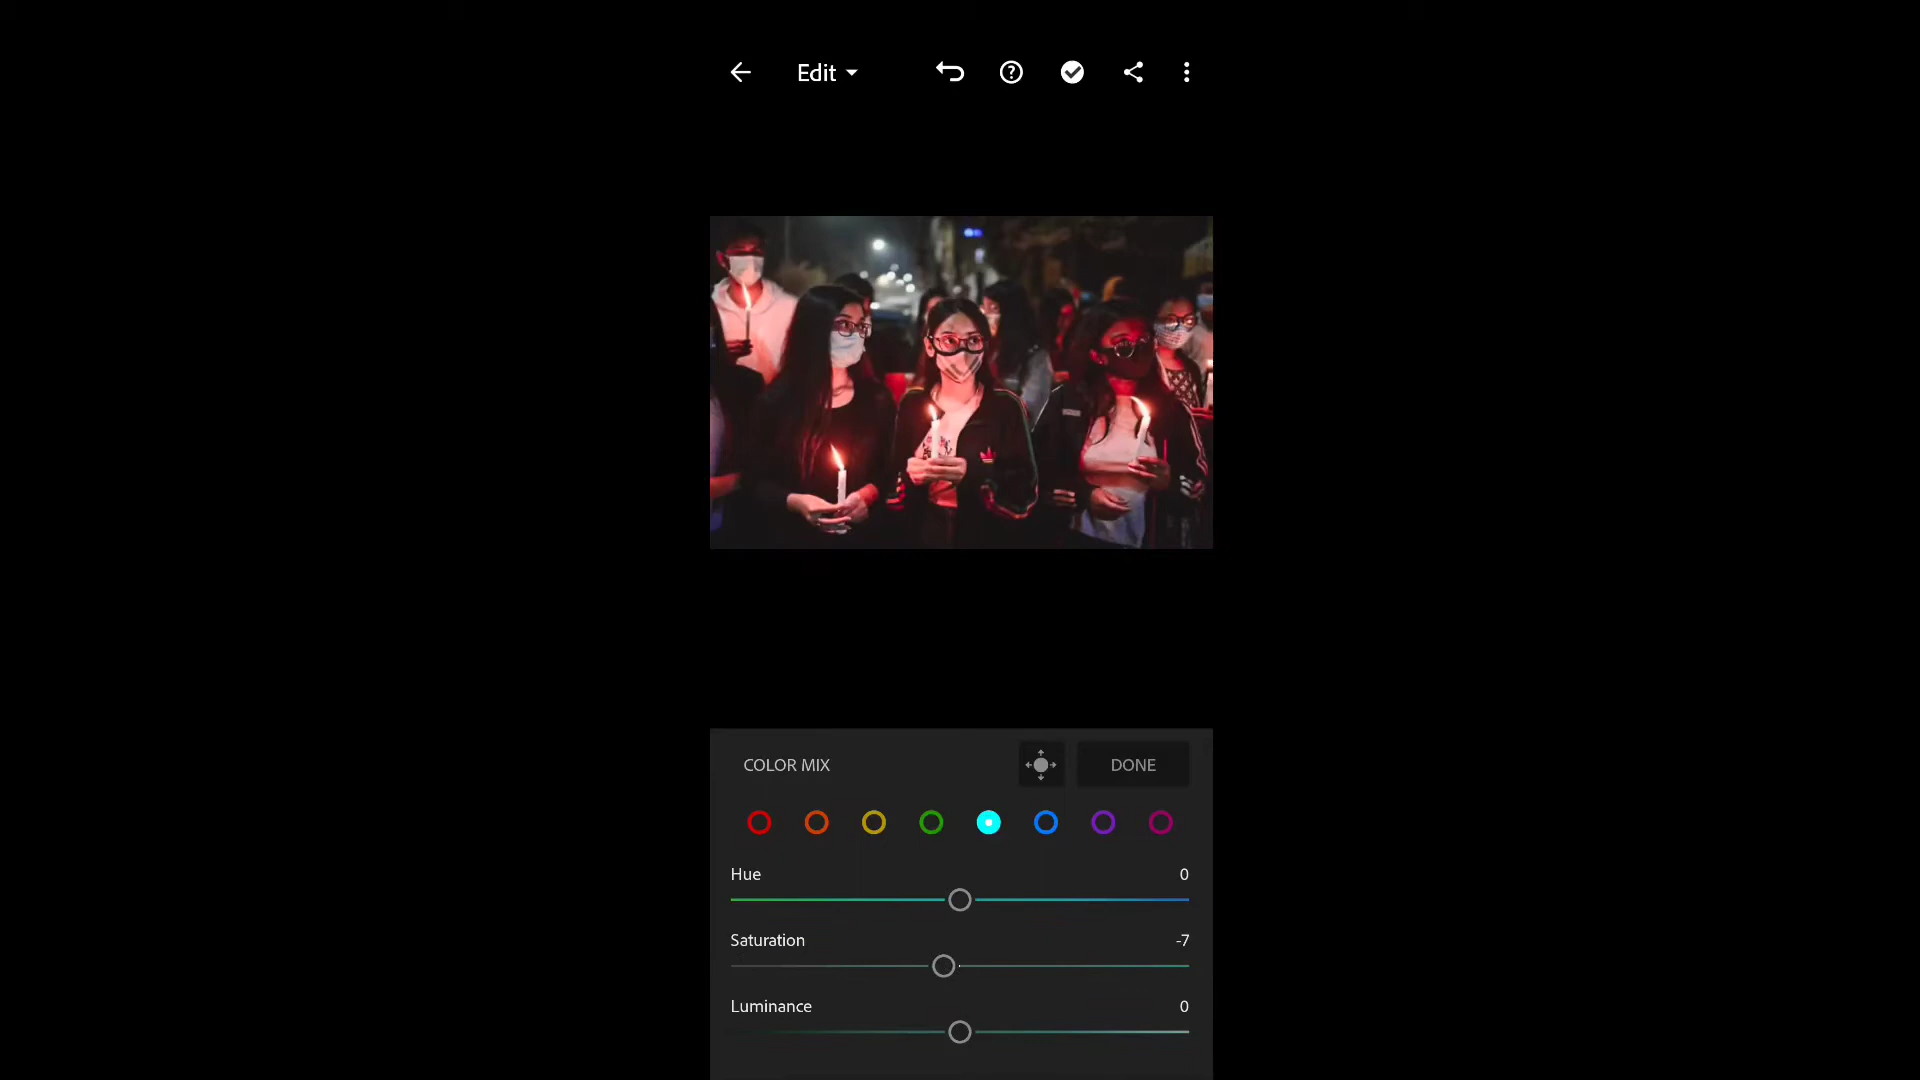 Edit
COLOR MIX
DONE
Hue 0
Saturation -7
Luminance 0